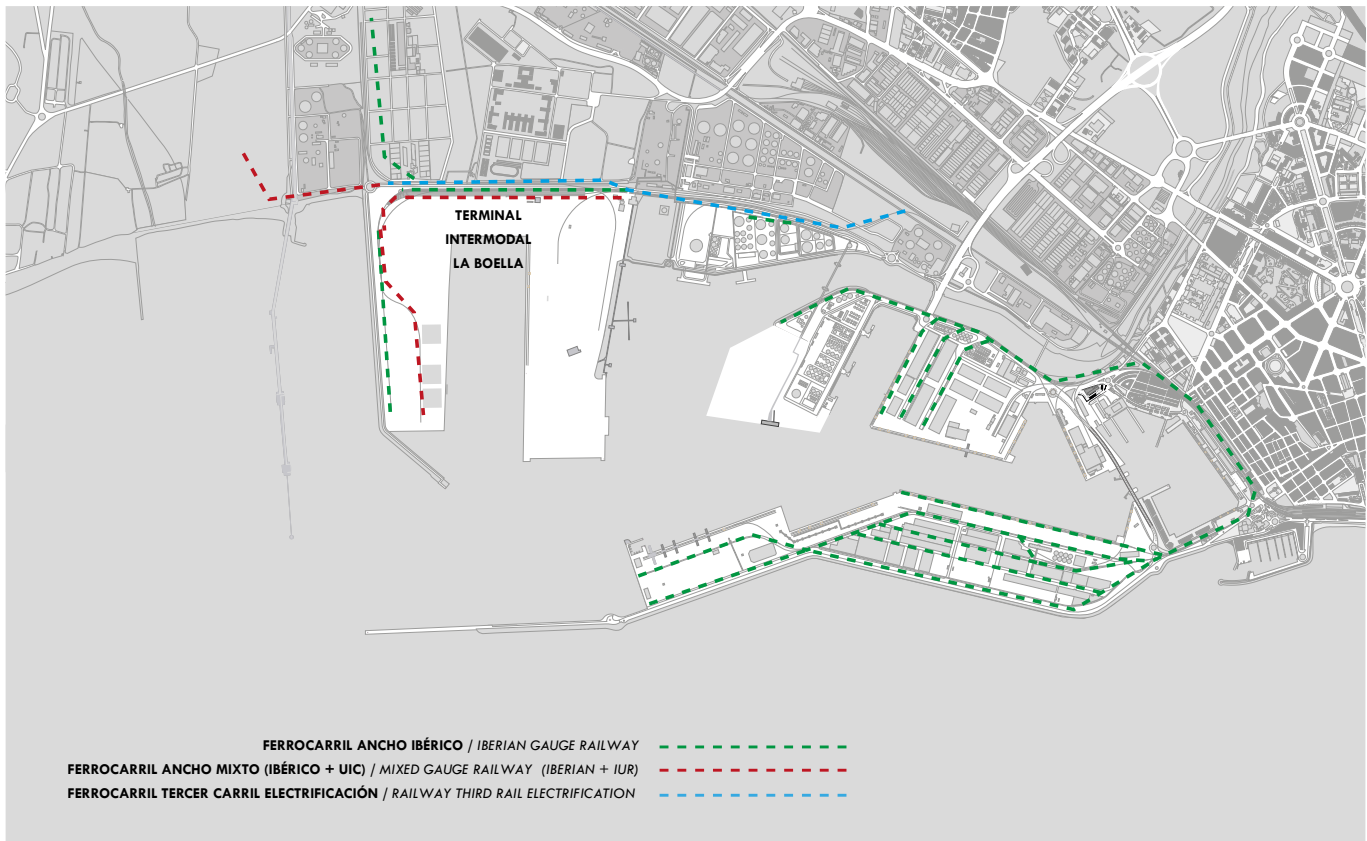 TERMINAL
INTERMODAL
LA BOELLA
FERROCARRIL ANCHO IBÉRICO / IBERIAN GAUGE RAILWAY
FERROCARRIL ANCHO MIXTO (IBÉRICO + UIC) / MIXED GAUGE RAILWAY (IBERIAN + IUR)
FERROCARRIL TERCER CARRIL ELECTRIFICACIÓN / RAILWAY THIRD RAIL ELECTRIFICATION